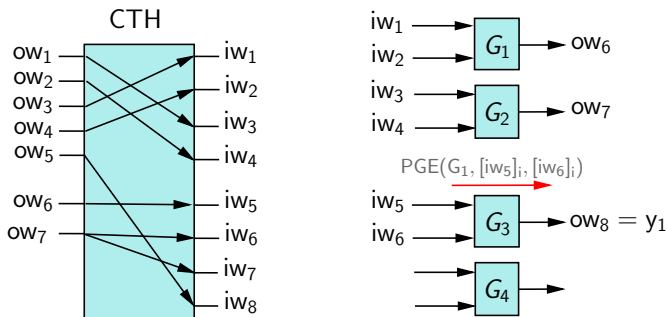 CTH
ow₁
ow₂
ow₃
ow₄
ow₅
ow₆
ow₇
iw₁
iw₂
iw₃
iw₄
iw₅
iw₆
iw₇
iw₈
iw₁
iw₂
G₁
ow₆
iw₃
iw₄
G₂
ow₇
PGE(G₁, [iw₅]ᵢ, [iw₆]ᵢ)
iw₅
iw₆
G₃
ow₈ = y₁
G₄